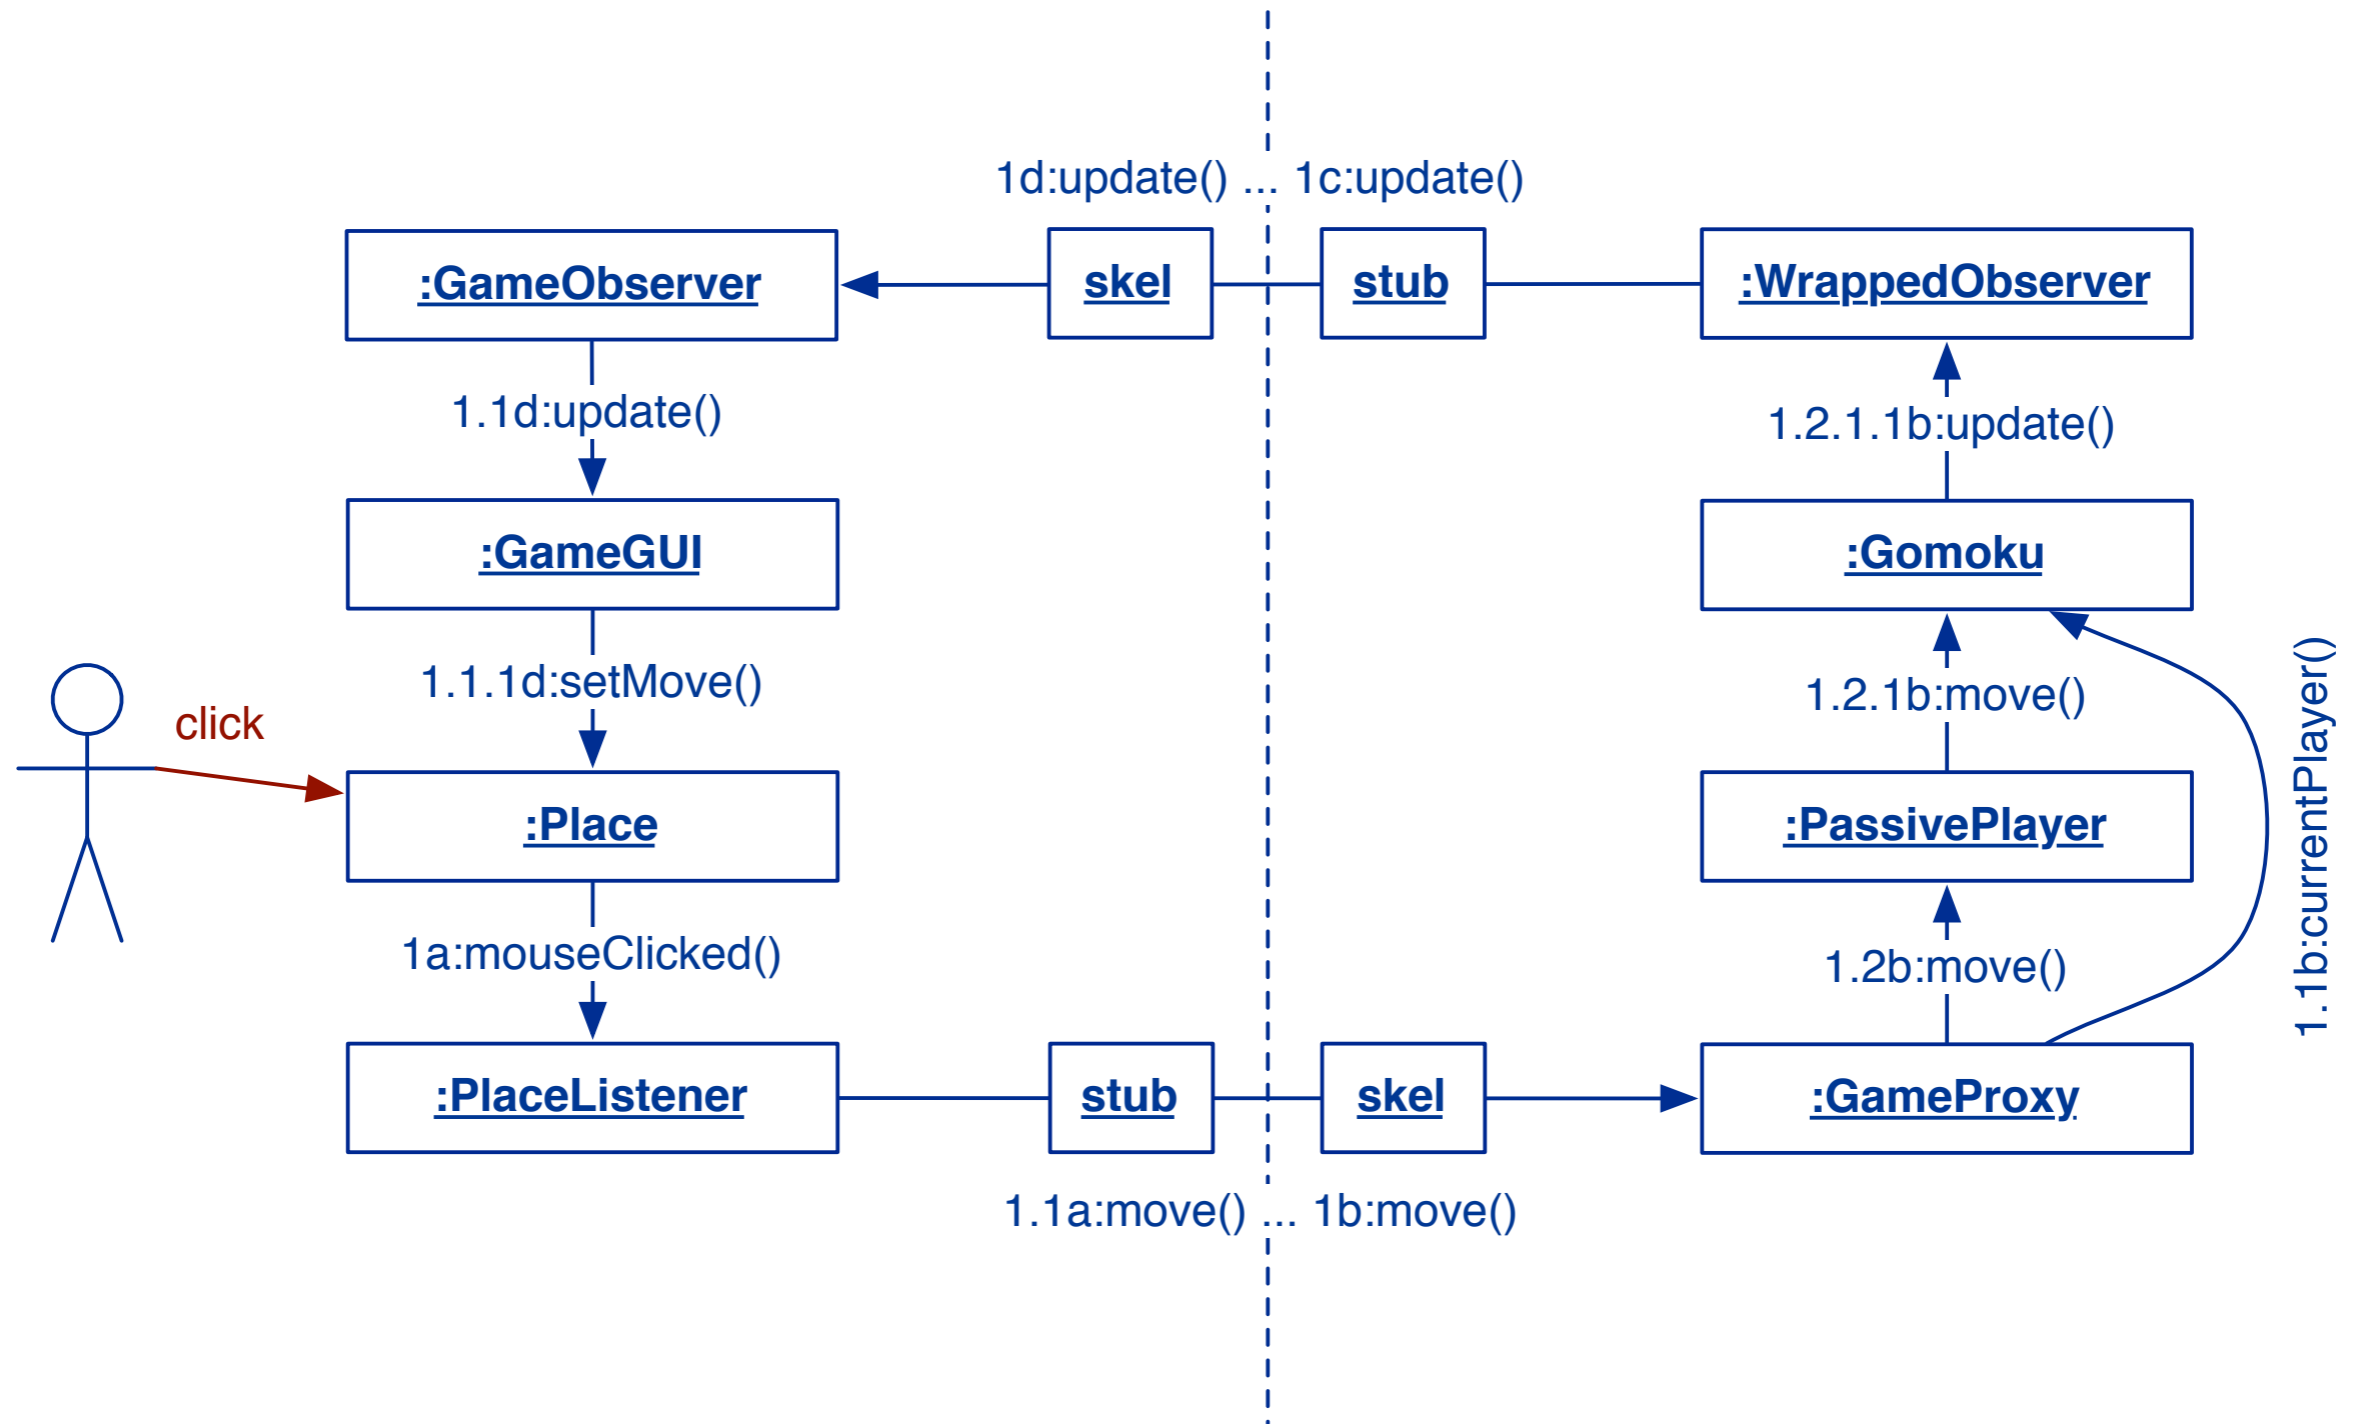 1d:update() ... 1c:update()
:GameObserver
skel
stub
:WrappedObserver
1.1d:update()
1.2.1.1b:update()
:GameGUI
:Gomoku
1.1.1d:setMove()
1.2.1b:move()
click
1.1b:currentPlayer()
:Place
:PassivePlayer
1a:mouseClicked()
1.2b:move()
:PlaceListener
stub
skel
:GameProxy
1.1a:move() ... 1b:move()